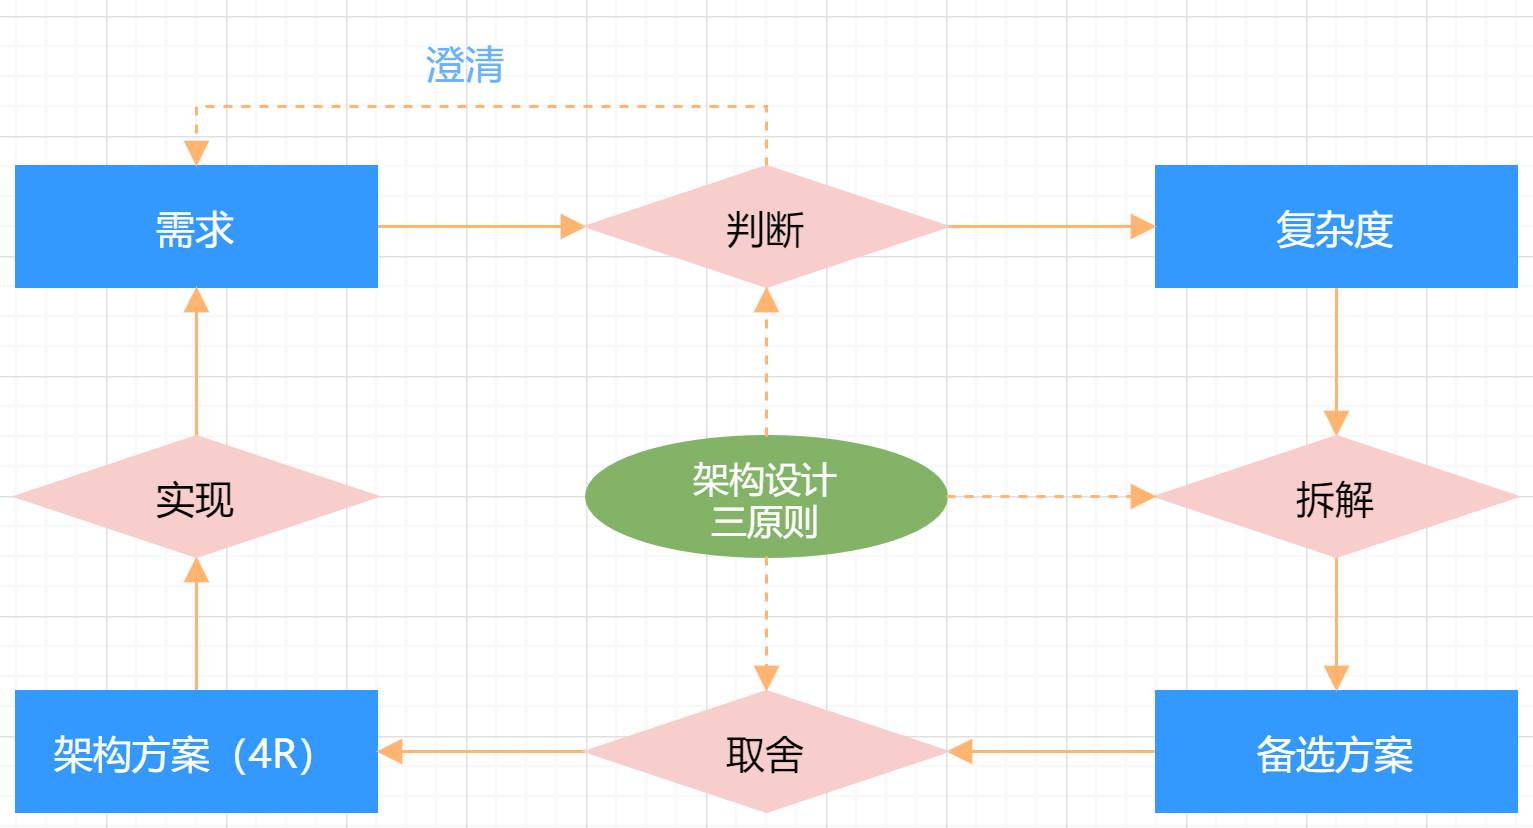 澄清
需求
判断
复杂度
实现
架构设计
三原则
拆解
架构方案（4R）
取舍
备选方案